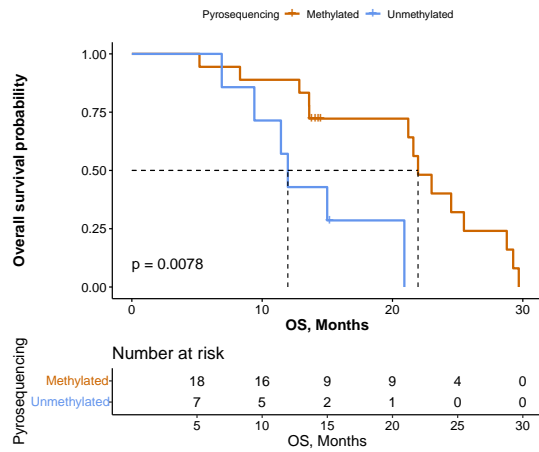 Pyrosequencing Methylated Unmethylated
Overall survival probability
1.00
0.75
0.50
0.25
0.00
p = 0.0078
0 10 20 30
OS, Months
Number at risk
Pyrosequencing
Methylated 18 16 9 9 4 0
Unmethylated 7 5 2 1 0 0
5 10 15 20 25 30
OS, Months